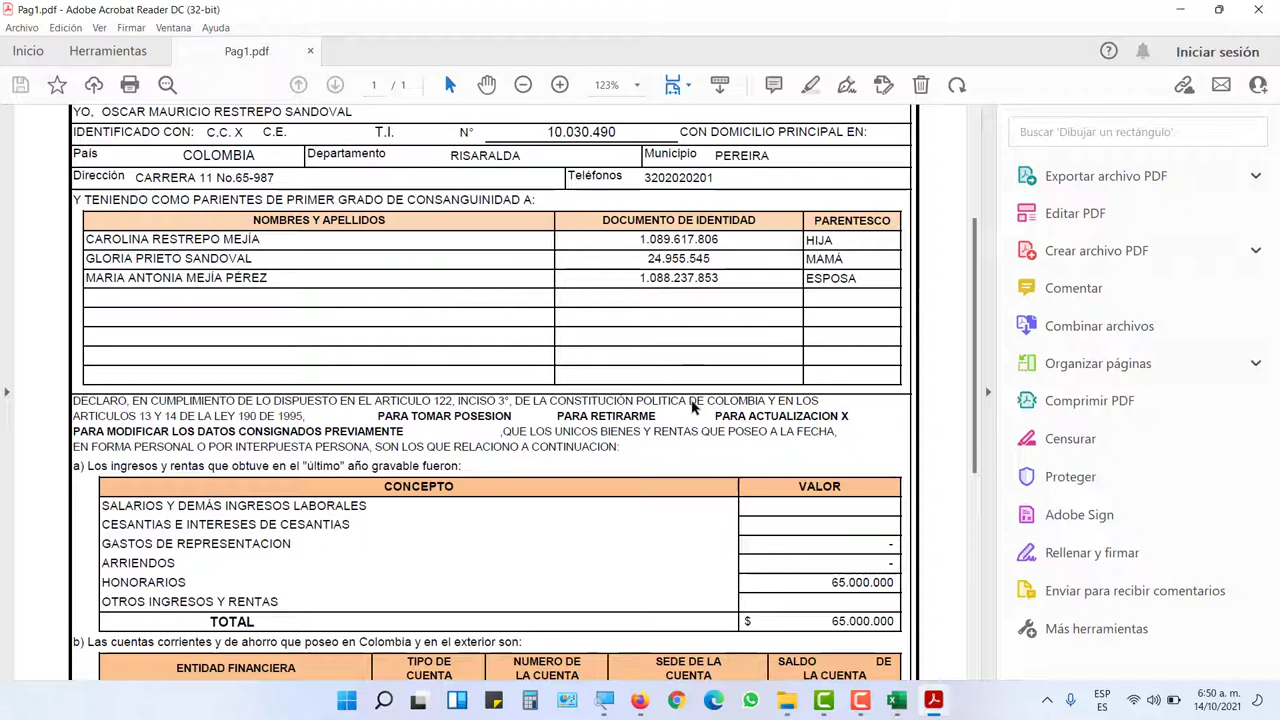 Pag1.pdf - Adobe Acrobat Reader DC (32-bit)
Archivo Edición Ver Firmar Ventana Ayuda
Inicio Herramientas Pag1.pdf × Iniciar sesión
1 / 1 123%
YO, OSCAR MAURICIO RESTREPO SANDOVAL
IDENTIFICADO CON: C.C. X C.E. T.I. N° 10.030.490 CON DOMICILIO PRINCIPAL EN:
País COLOMBIA Departamento RISARALDA Municipio PEREIRA
Dirección CARRERA 11 No.65-987 Teléfonos 3202020201
Y TENIENDO COMO PARIENTES DE PRIMER GRADO DE CONSANGUINIDAD A:
NOMBRES Y APELLIDOS DOCUMENTO DE IDENTIDAD PARENTESCO
CAROLINA RESTREPO MEJÍA 1.089.617.806 HIJA
GLORIA PRIETO SANDOVAL 24.955.545 MAMÁ
MARIA ANTONIA MEJÍA PÉREZ 1.088.237.853 ESPOSA
DECLARO, EN CUMPLIMIENTO DE LO DISPUESTO EN EL ARTICULO 122, INCISO 3°, DE LA CONSTITUCIÓN POLITICA DE COLOMBIA Y EN LOS
ARTICULOS 13 Y 14 DE LA LEY 190 DE 1995, PARA TOMAR POSESION PARA RETIRARME PARA ACTUALIZACION X
PARA MODIFICAR LOS DATOS CONSIGNADOS PREVIAMENTE ,QUE LOS UNICOS BIENES Y RENTAS QUE POSEO A LA FECHA,
EN FORMA PERSONAL O POR INTERPUESTA PERSONA, SON LOS QUE RELACIONO A CONTINUACION:
a) Los ingresos y rentas que obtuve en el "último" año gravable fueron:
CONCEPTO VALOR
SALARIOS Y DEMÁS INGRESOS LABORALES
CESANTIAS E INTERESES DE CESANTIAS
GASTOS DE REPRESENTACION -
ARRIENDOS -
HONORARIOS 65.000.000
OTROS INGRESOS Y RENTAS
TOTAL $ 65.000.000
b) Las cuentas corrientes y de ahorro que poseo en Colombia y en el exterior son:
ENTIDAD FINANCIERA TIPO DE CUENTA NUMERO DE LA CUENTA SEDE DE LA CUENTA SALDO DE LA CUENTA
Buscar 'Dibujar un rectángulo'.
Exportar archivo PDF
Editar PDF
Crear archivo PDF
Comentar
Combinar archivos
Organizar páginas
Comprimir PDF
Censurar
Proteger
Adobe Sign
Rellenar y firmar
Enviar para recibir comentarios
Más herramientas
ESP
ES
6:50 a. m.
14/10/2021